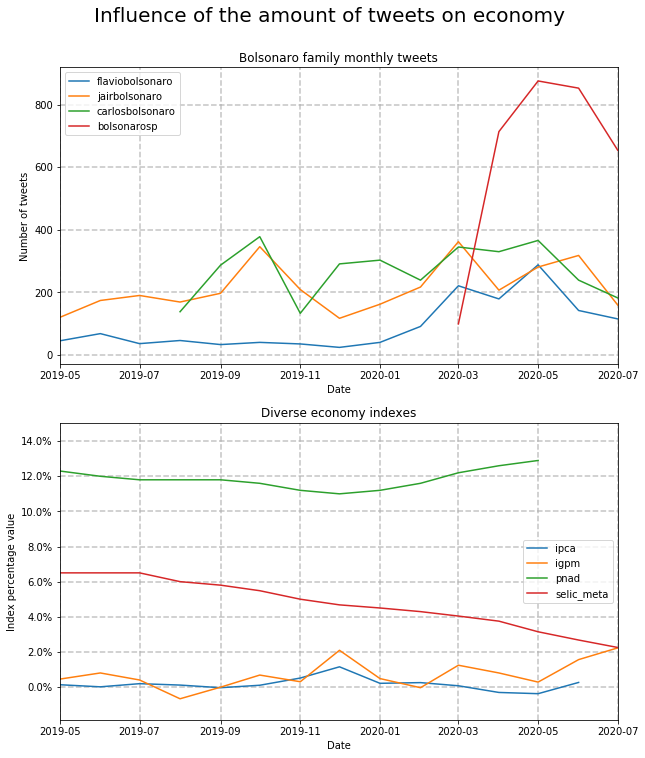 Influence of the amount of tweets on economy
Bolsonaro family monthly tweets
flaviobolsonaro
jairbolsonaro
carlosbolsonaro
bolsonarosp
800
600
400
200
0
Number of tweets
2019-05 2019-07 2019-09 2019-11 2020-01 2020-03 2020-05 2020-07
Date
Diverse economy indexes
14.0%
12.0%
10.0%
8.0%
6.0%
4.0%
2.0%
0.0%
Index percentage value
ipca
igpm
pnad
selic_meta
2019-05 2019-07 2019-09 2019-11 2020-01 2020-03 2020-05 2020-07
Date